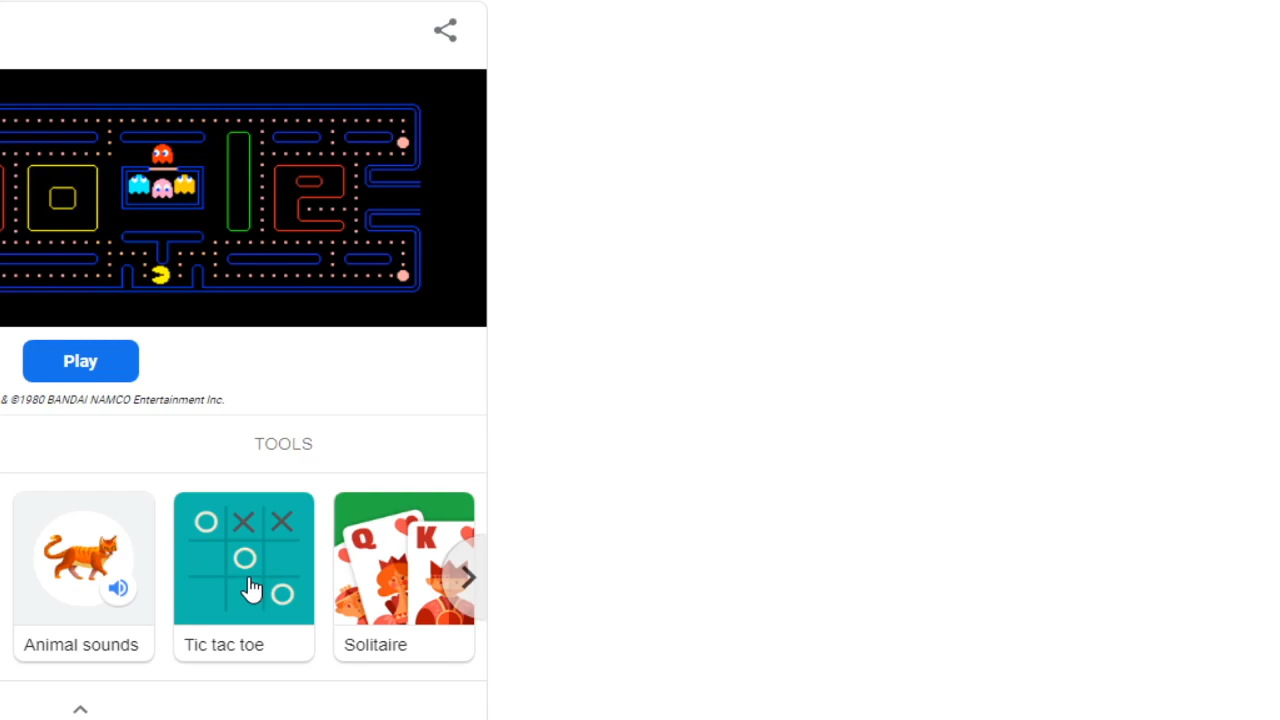 Play
& ©1980 BANDAI NAMCO Entertainment Inc.
TOOLS
Q K
Animal sounds
Tic tac toe
Solitaire